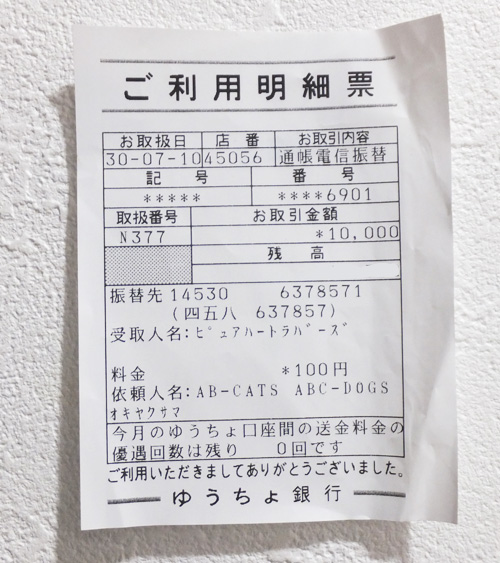 ご利用明細票
お取扱日 店番 お取引内容
30-07-10 45056 通帳電信振替
記号 番号
***** ****6901
取扱番号 お取引金額
N377 *10,000
残高
振替先 14530 6378571
(四五八 637857)
受取人名:ピュアハートラバーズ
料金 *100円
依頼人名:AB-CATS ABC-DOGS
オキヤクサマ
今月のゆうちょ口座間の送金料金の
優遇回数は残り 0回です
ご利用いただきましてありがとうございました。
ゆうちょ銀行